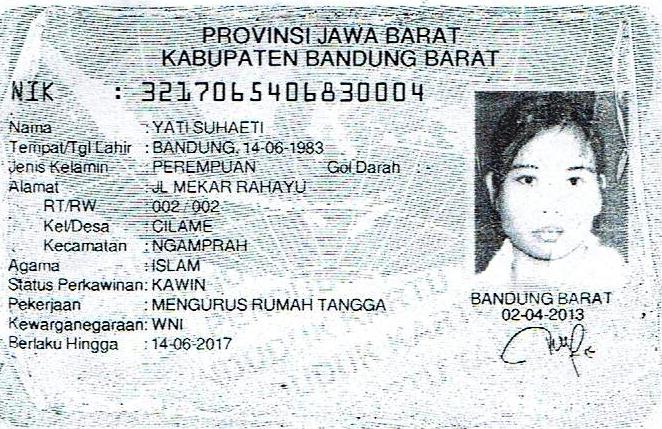 PROVINSI JAWA BARAT
KABUPATEN BANDUNG BARAT
NIK : 3217065406830004
Nama : YATI SUHAETI
Tempat/Tgl Lahir : BANDUNG, 14-06-1983
Jenis Kelamin : PEREMPUAN Gol Darah : -
Alamat : JL MEKAR RAHAYU
RT/RW : 002 / 002
Kel/Desa : CILAME
Kecamatan : NGAMPRAH
Agama : ISLAM
Status Perkawinan: KAWIN
Pekerjaan : MENGURUS RUMAH TANGGA
Kewarganegaraan: WNI
Berlaku Hingga : 14-06-2017
BANDUNG BARAT
02-04-2013